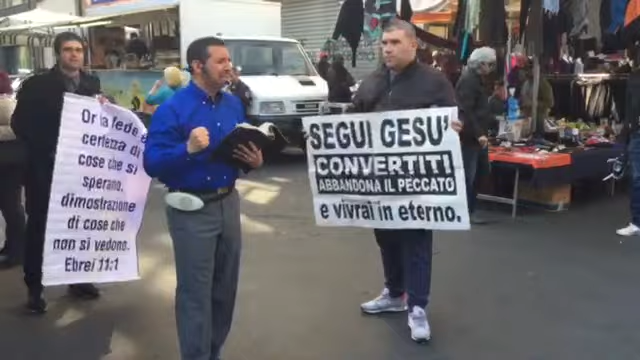 Or la fede è
certezza di
cose che si
sperano,
dimostrazione
di cose che
non si vedono.
Ebrei 11:1
SEGUI GESU'
CONVERTITI
ABBANDONA IL PECCATO
e vivrai in eterno.